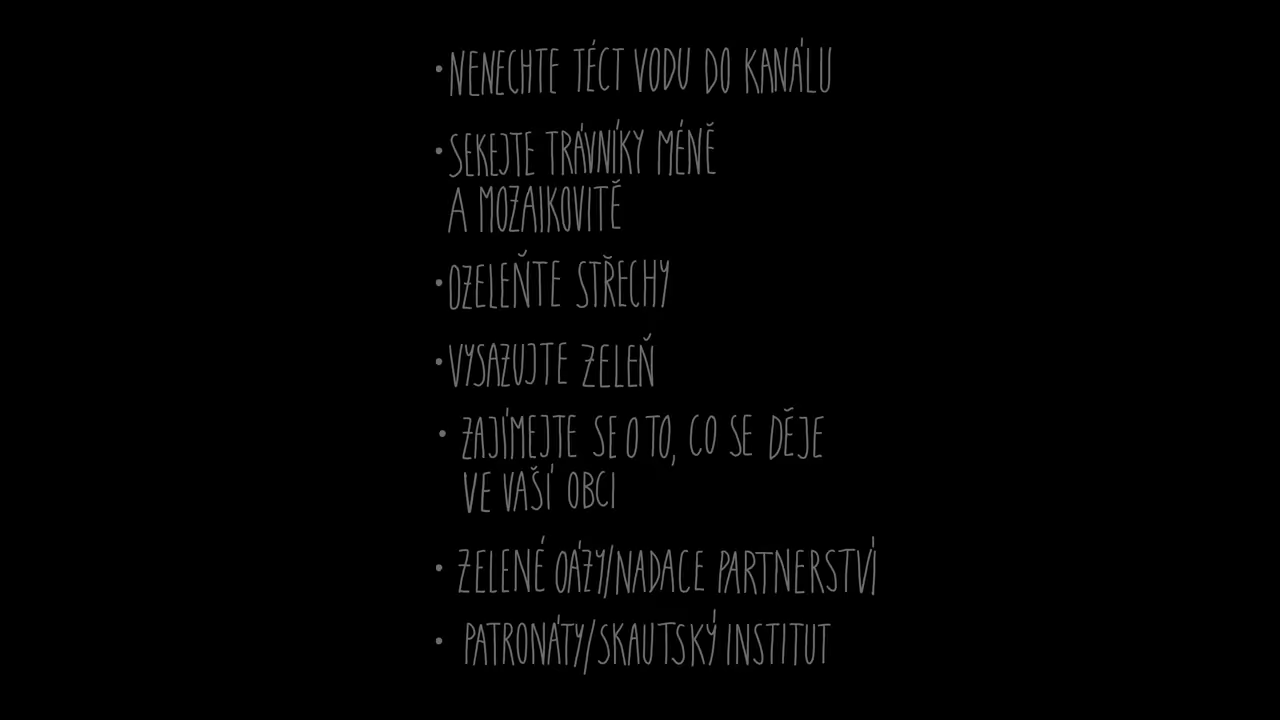 • NENECHTE TÉCT VODU DO KANÁLU
• SEKEJTE TRÁVNÍKY MÉNĚ
A MOZAIKOVITĚ
• OZELEŇTE STŘECHY
• VYSAZUJTE ZELEŇ
• ZAJÍMEJTE SE O TO, CO SE DĚJE
VE VAŠÍ OBCI
• ZELENÉ OÁZY/NADACE PARTNERSTVÍ
• PATRONÁTY/SKAUTSKÝ INSTITUT